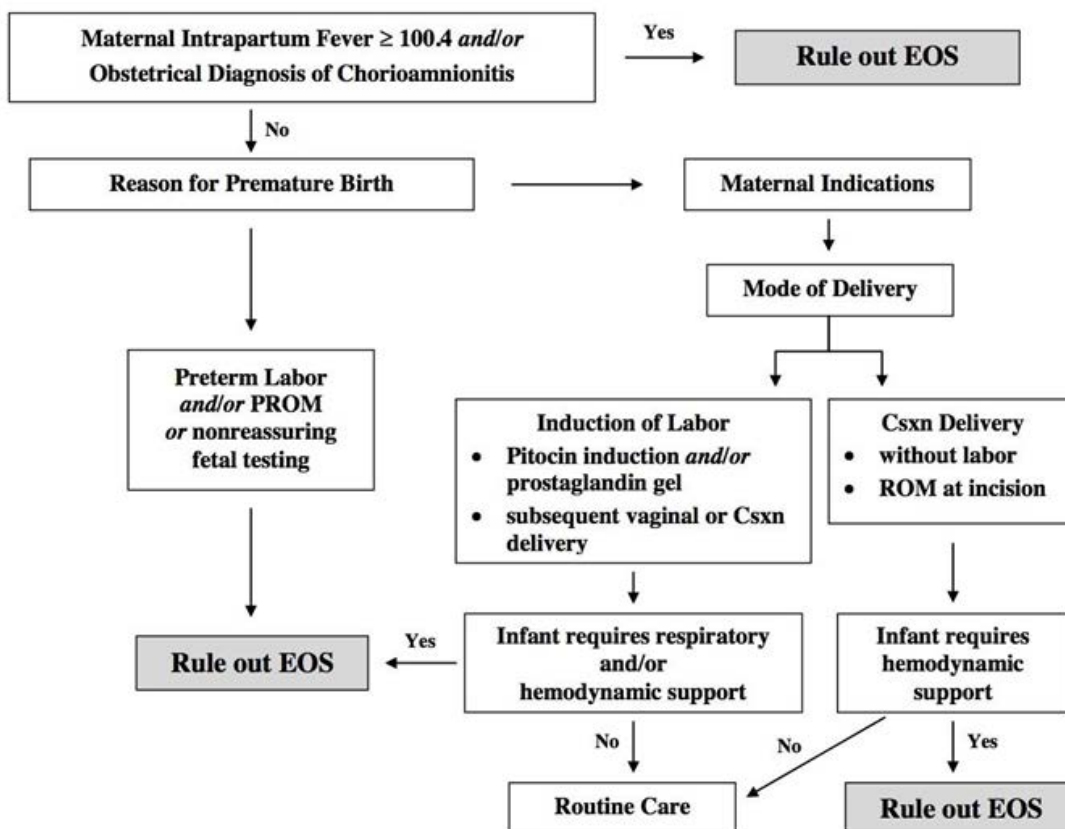 Maternal Intrapartum Fever ≥ 100.4 and/or
Obstetrical Diagnosis of Chorioamnionitis
Yes
Rule out EOS
No
Reason for Premature Birth
Maternal Indications
Mode of Delivery
Preterm Labor
and/or PROM
or nonreassuring
fetal testing
Induction of Labor
• Pitocin induction and/or
prostaglandin gel
• subsequent vaginal or Csxn
delivery
Csxn Delivery
• without labor
• ROM at incision
Rule out EOS
Yes
Infant requires respiratory
and/or
hemodynamic support
Infant requires
hemodynamic
support
No
No
Yes
Routine Care
Rule out EOS